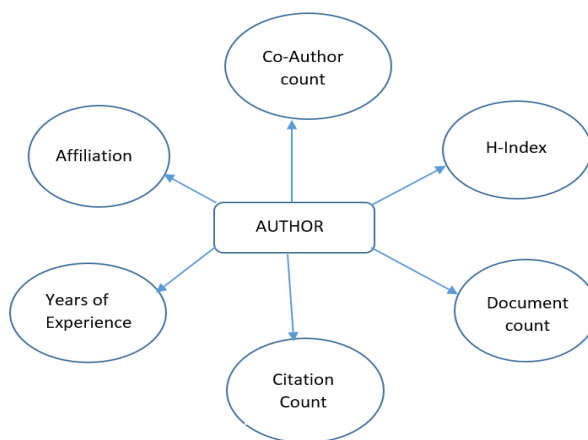 Co-Author
count
Affiliation
H-Index
AUTHOR
Years of
Experience
Document
count
Citation
Count